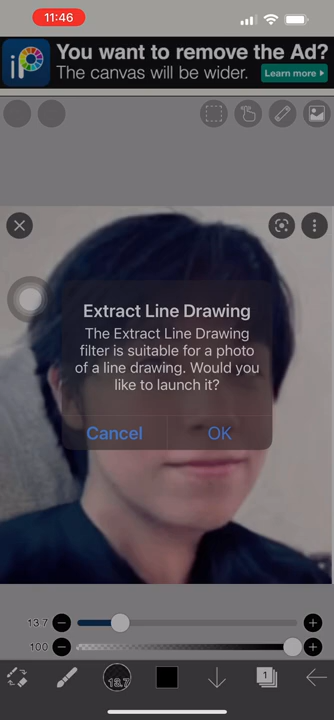 11:46
iP
You want to remove the Ad?
The canvas will be wider.
Learn more
Extract Line Drawing
The Extract Line Drawing
filter is suitable for a photo
of a line drawing. Would you
like to launch it?
Cancel
OK
13.7
100
13.7
1